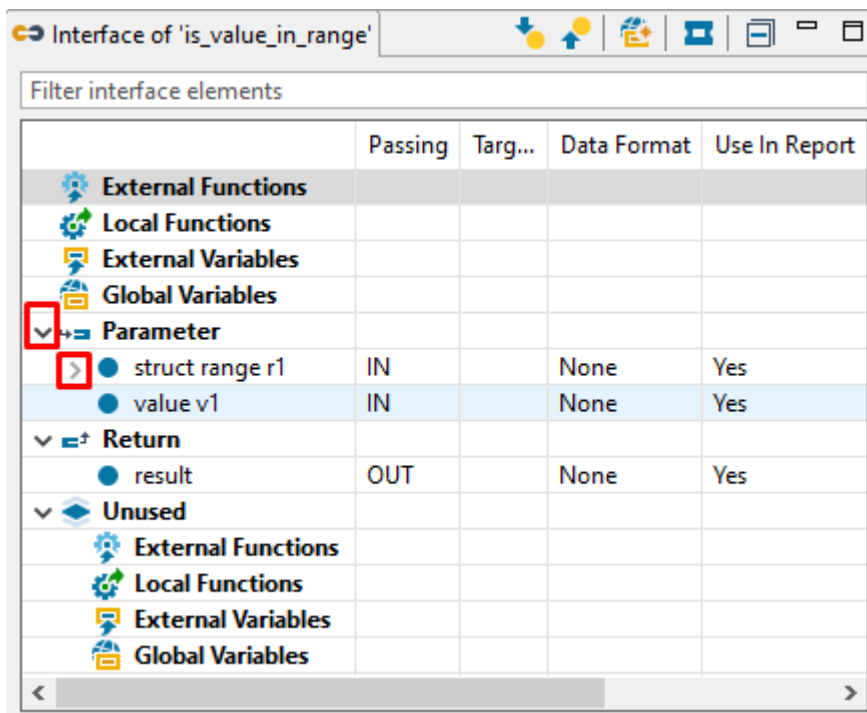 Interface of 'is_value_in_range'
Filter interface elements
Passing Targ... Data Format Use In Report
External Functions
Local Functions
External Variables
Global Variables
Parameter
struct range r1 IN None Yes
value v1 IN None Yes
Return
result OUT None Yes
Unused
External Functions
Local Functions
External Variables
Global Variables